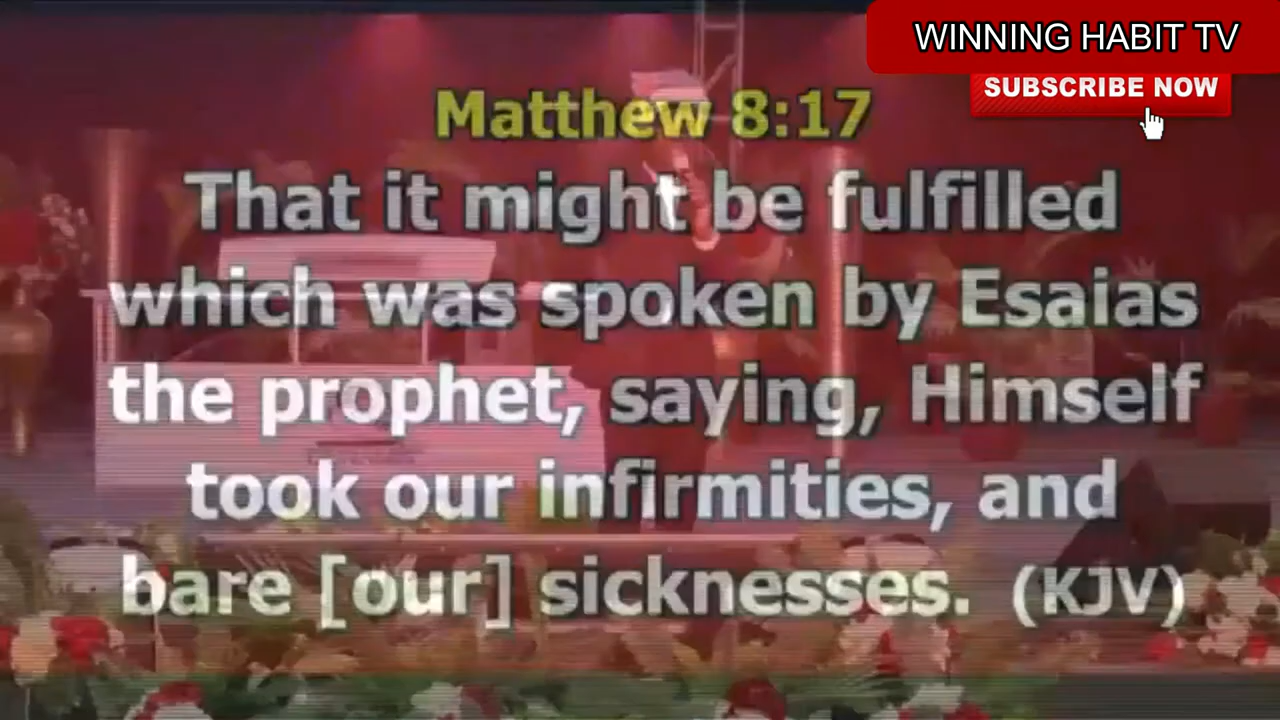 WINNING HABIT TV
SUBSCRIBE NOW
Matthew 8:17
That it might be fulfilled
which was spoken by Esaias
the prophet, saying, Himself
took our infirmities, and
bare [our] sicknesses. (KJV)